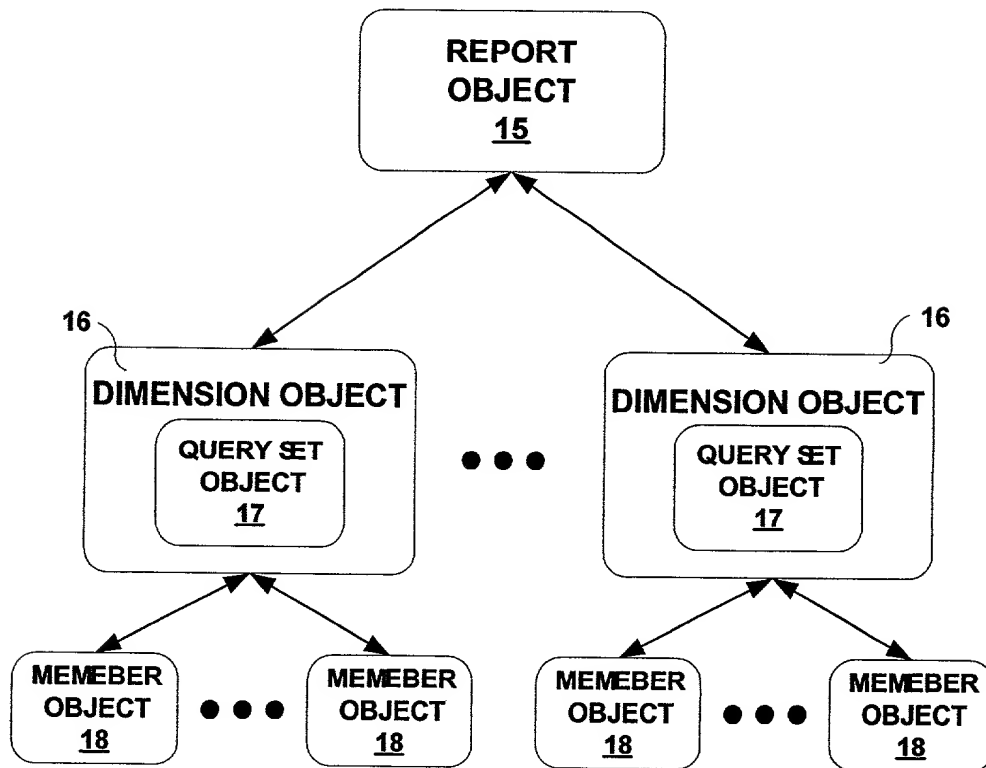 REPORT
OBJECT
15
16
16
DIMENSION OBJECT
QUERY SET
OBJECT
17
DIMENSION OBJECT
QUERY SET
OBJECT
17
MEMEBER
OBJECT
18
MEMEBER
OBJECT
18
MEMEBER
OBJECT
18
MEMEBER
OBJECT
18